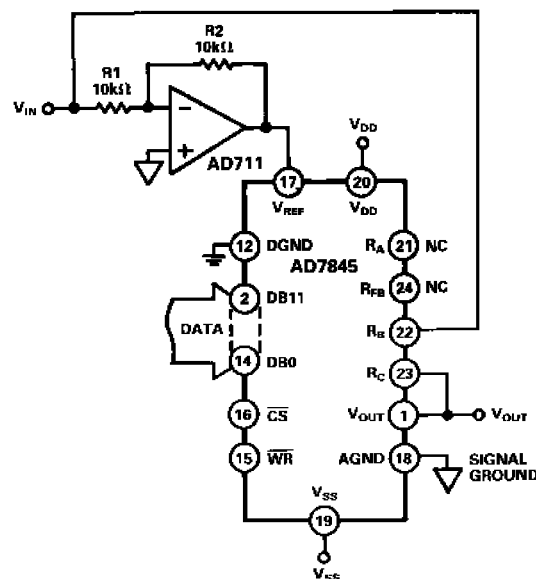 R2
10kΩ
R1
10kΩ
VIN
−
+
AD711
VDD
17
20
VREF
VDD
12
DGND
AD7845
RA
21
NC
RFB
24
NC
2
DB11
DATA
RB
22
14
DB0
RC
23
16
CS
VOUT
1
VOUT
15
WR
AGND
18
SIGNAL
GROUND
VSS
19
VSS